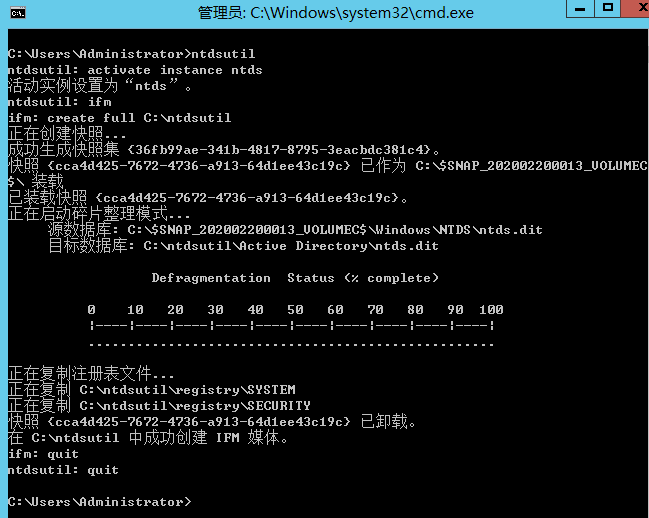 管理员: C:\Windows\system32\cmd.exe
C:\Users\Administrator>ntdsutil
ntdsutil: activate instance ntds
活动实例设置为“ntds”。
ntdsutil: ifm
ifm: create full C:\ntdsutil
正在创建快照...
成功生成快照集 {36fb99ae-341b-4817-8795-3eacbdc381c4}。
快照 {cca4d425-7672-4736-a913-64d1ee43c19c} 已作为 C:\$SNAP_202002200013_VOLUMEC
$\ 装载
已装载快照 {cca4d425-7672-4736-a913-64d1ee43c19c}。
正在启动碎片整理模式...
源数据库: C:\$SNAP_202002200013_VOLUMEC$\Windows\NTDS\ntds.dit
目标数据库: C:\ntdsutil\Active Directory\ntds.dit
Defragmentation  Status (% complete)
0    10   20   30   40   50   60   70   80   90  100
|----|----|----|----|----|----|----|----|----|----|
...................................................
正在复制注册表文件...
正在复制 C:\ntdsutil\registry\SYSTEM
正在复制 C:\ntdsutil\registry\SECURITY
快照 {cca4d425-7672-4736-a913-64d1ee43c19c} 已卸载。
在 C:\ntdsutil 中成功创建 IFM 媒体。
ifm: quit
ntdsutil: quit
C:\Users\Administrator>